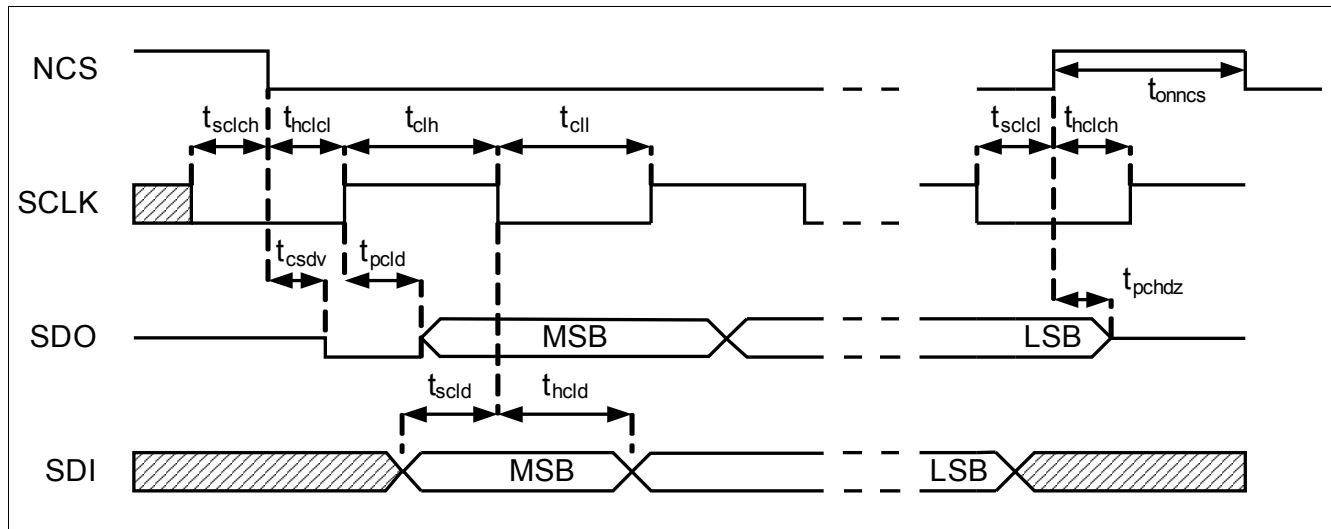 NCS
tonncs
tsclch thclcl tclh tcll tsclcl thclch
SCLK
tcsdv tpcld
tpchdz
SDO MSB LSB
tscld thcld
SDI MSB LSB